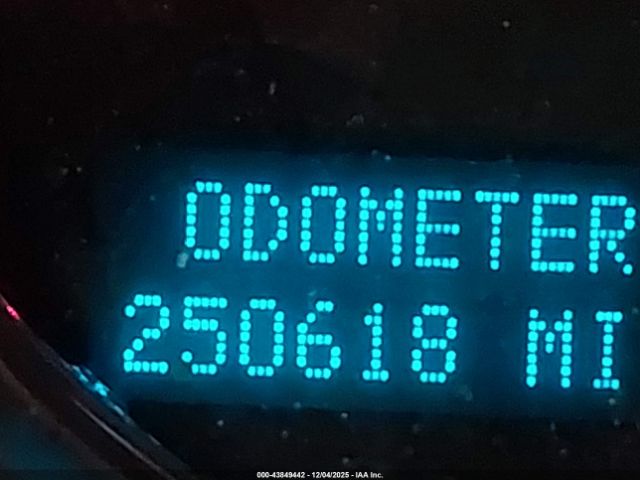 ODOMETER
250618 MI
000-43849442 - 12/04/2025 - IAA Inc.